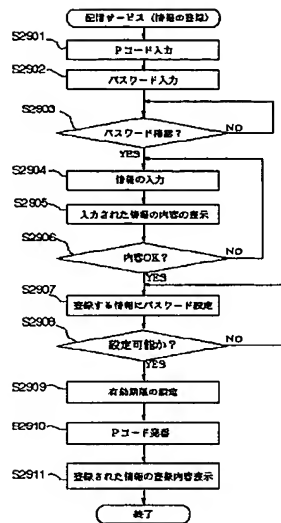 配信サービス（情報の登録）
S2901
Pコード入力
S2902
パスワード入力
S2903
パスワード確認？
NO
YES
S2904
情報の入力
S2905
入力された情報の内容の表示
S2906
内容OK？
NO
YES
S2907
登録する情報にパスワード設定
S2908
設定可能か？
NO
YES
S2909
有効期限の設定
S2910
Pコード発番
S2911
登録された情報の登録内容表示
終了